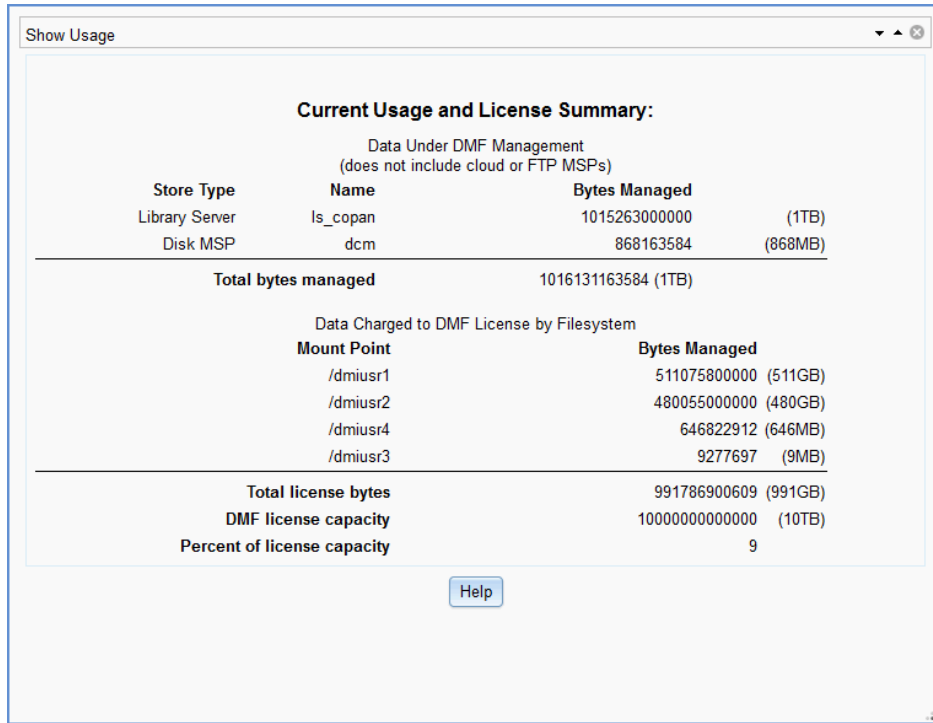 Show Usage
Current Usage and License Summary:
Data Under DMF Management
(does not include cloud or FTP MSPs)
Store Type Name Bytes Managed
Library Server ls_copan 1015263000000 (1TB)
Disk MSP dcm 868163584 (868MB)
Total bytes managed 1016131163584 (1TB)
Data Charged to DMF License by Filesystem
Mount Point Bytes Managed
/dmiusr1 511075800000 (511GB)
/dmiusr2 480055000000 (480GB)
/dmiusr4 646822912 (646MB)
/dmiusr3 9277697 (9MB)
Total license bytes 991786900609 (991GB)
DMF license capacity 10000000000000 (10TB)
Percent of license capacity 9
Help